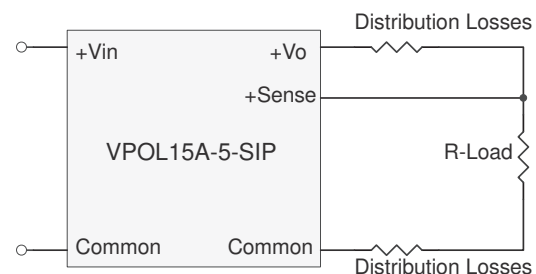 Distribution Losses
+Vin
+Vo
+Sense
VPOL15A-5-SIP
R-Load
Common
Common
Distribution Losses